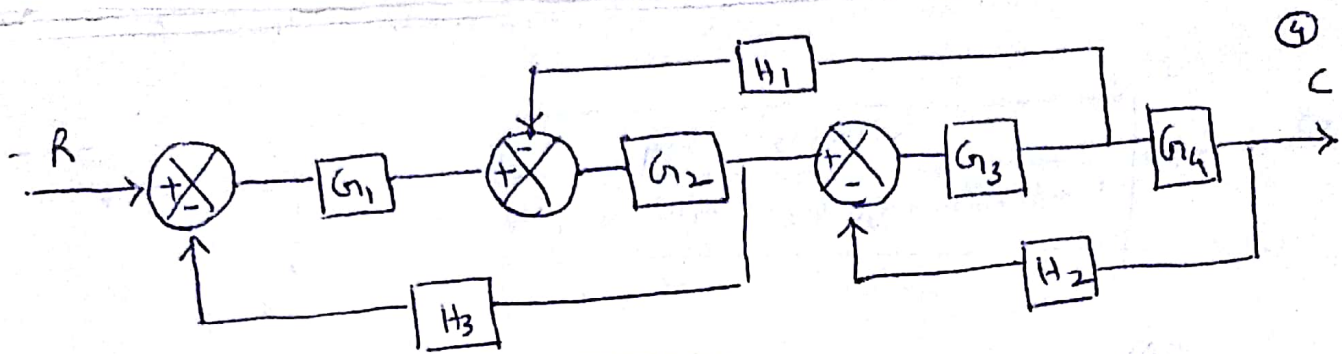 ④
H1
C
R
+ -
G1
+ -
G2
+ -
G3
G4
H3
H2